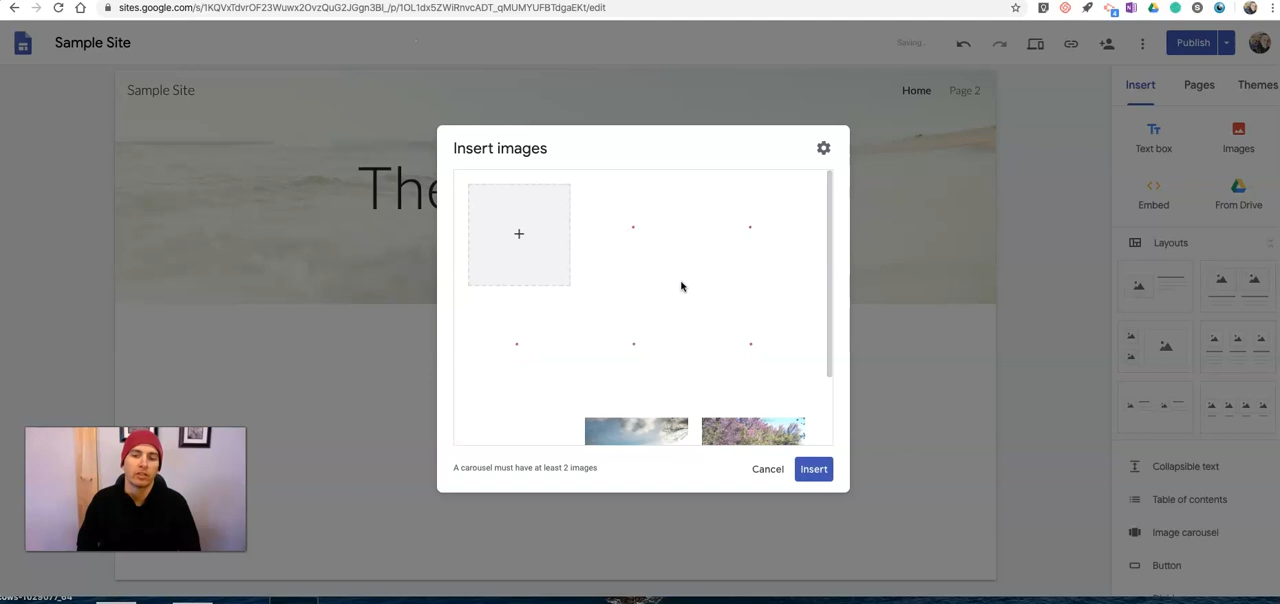 sites.google.com/s/1KQVxTdvrOF23Wuwx2OvzQuG2JGgn3BI_/p/1OL1dx5ZWiRnvcADT_qMUMYUFBTdgaEKt/edit
Sample Site
Saving...
Publish
Sample Site
Home
Page 2
The
Insert
Pages
Themes
Text box
Images
Embed
From Drive
Layouts
Insert images
A carousel must have at least 2 images
Cancel
Insert
Collapsible text
Table of contents
Image carousel
Button